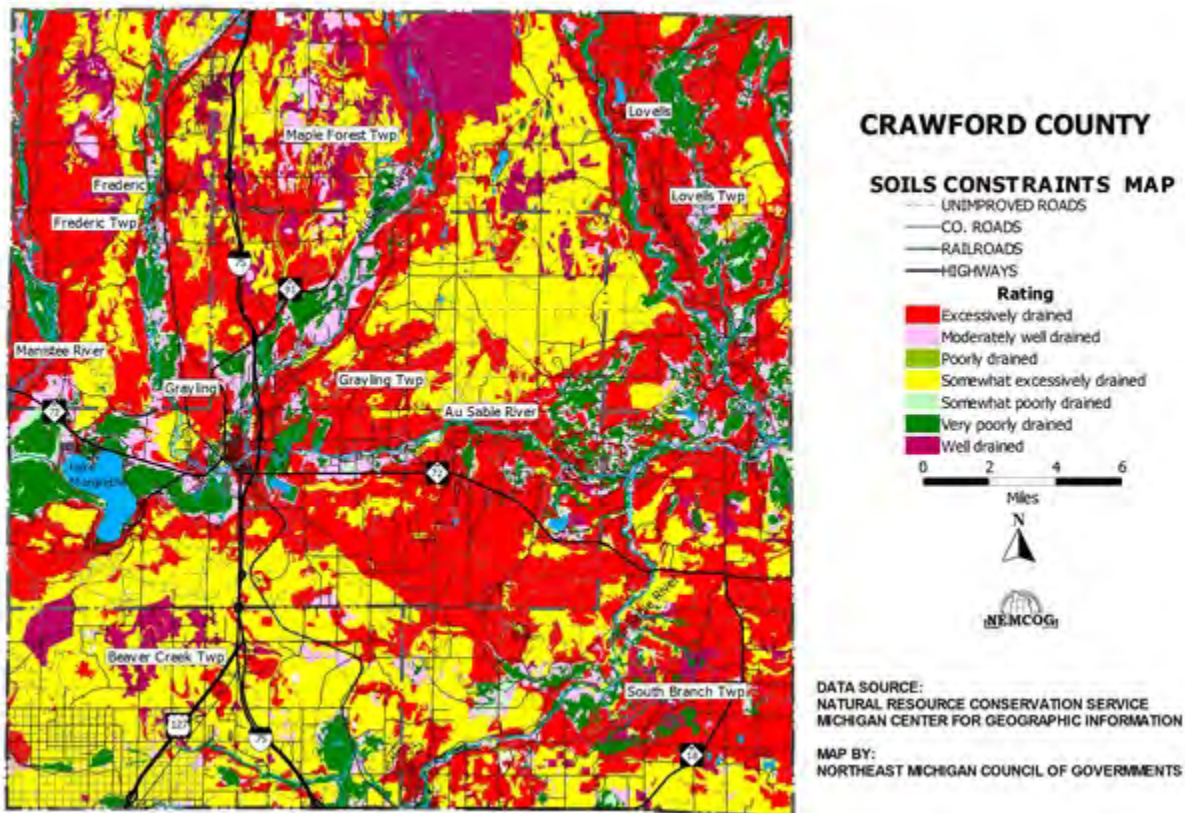 Lovells
Maple Forest Twp
Frederic
Lovells Twp
Frederic Twp
75
93
Manistee River
Grayling
Grayling Twp
72
Au Sable River
Lake
Margrethe
72
River
Beaver Creek Twp
South Branch Twp
127
75
18
CRAWFORD COUNTY
SOILS CONSTRAINTS MAP
UNIMPROVED ROADS
CO. ROADS
RAILROADS
HIGHWAYS
Rating
Excessively drained
Moderately well drained
Poorly drained
Somewhat excessively drained
Somewhat poorly drained
Very poorly drained
Well drained
0 2 4 6
Miles
N
NEMCOG
DATA SOURCE:
NATURAL RESOURCE CONSERVATION SERVICE
MICHIGAN CENTER FOR GEOGRAPHIC INFORMATION
MAP BY:
NORTHEAST MICHIGAN COUNCIL OF GOVERNMENTS